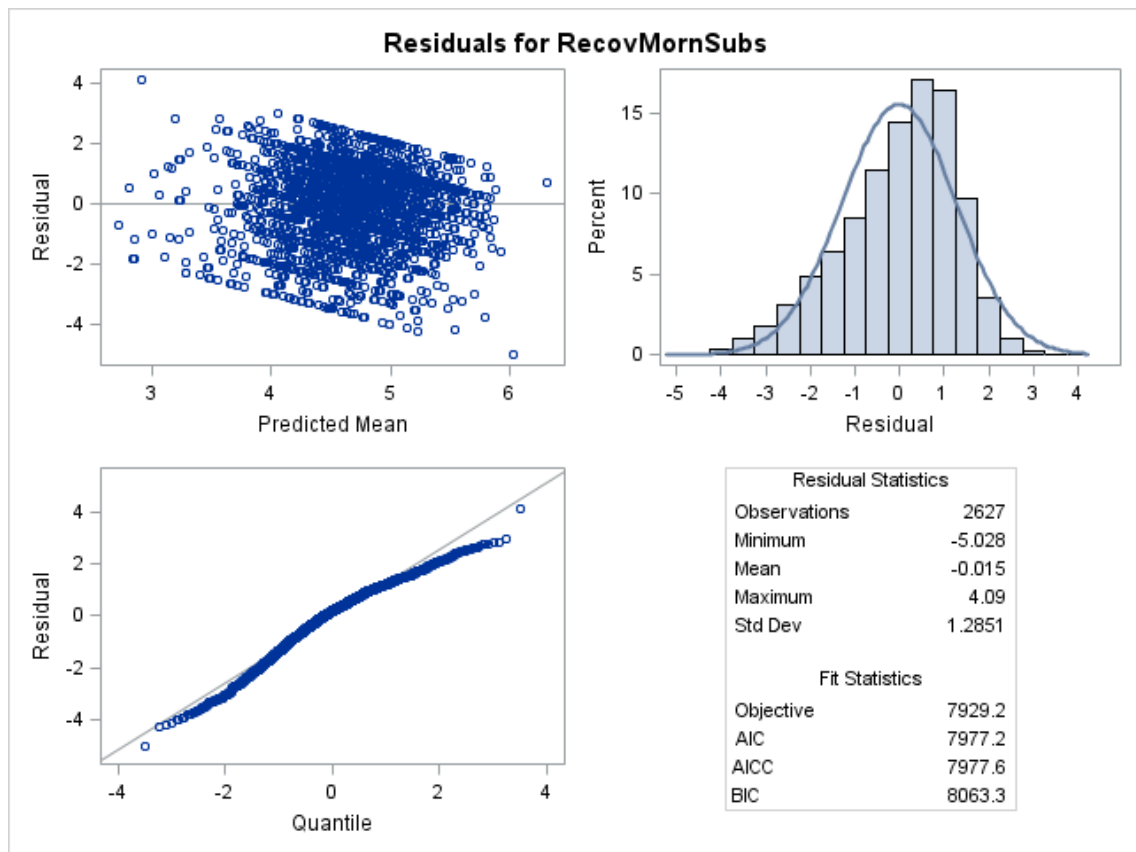 Residuals for RecovMornSubs
4
2
0
-2
-4
Residual
3 4 5 6
Predicted Mean
15
10
5
0
Percent
-5 -4 -3 -2 -1 0 1 2 3 4
Residual
4
2
0
-2
-4
Residual
-4 -2 0 2 4
Quantile
Residual Statistics
Observations 2627
Minimum -5.028
Mean -0.015
Maximum 4.09
Std Dev 1.2851
Fit Statistics
Objective 7929.2
AIC 7977.2
AICC 7977.6
BIC 8063.3